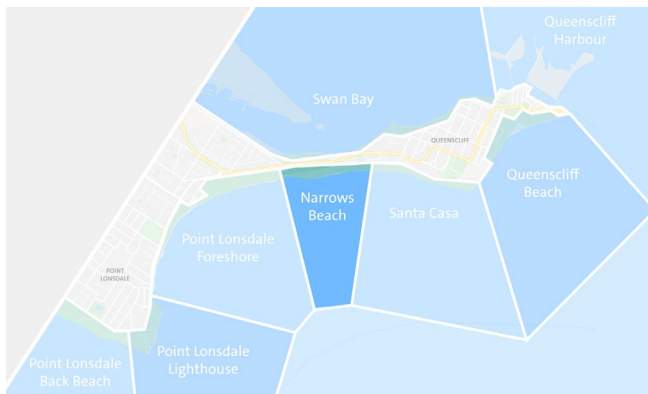 Queenscliff
Harbour
Swan Bay
QUEENSCLIFF
Queenscliff
Beach
Narrows
Beach
Santa Casa
Point Lonsdale
Foreshore
POINT
LONSDALE
Point Lonsdale
Lighthouse
Point Lonsdale
Back Beach